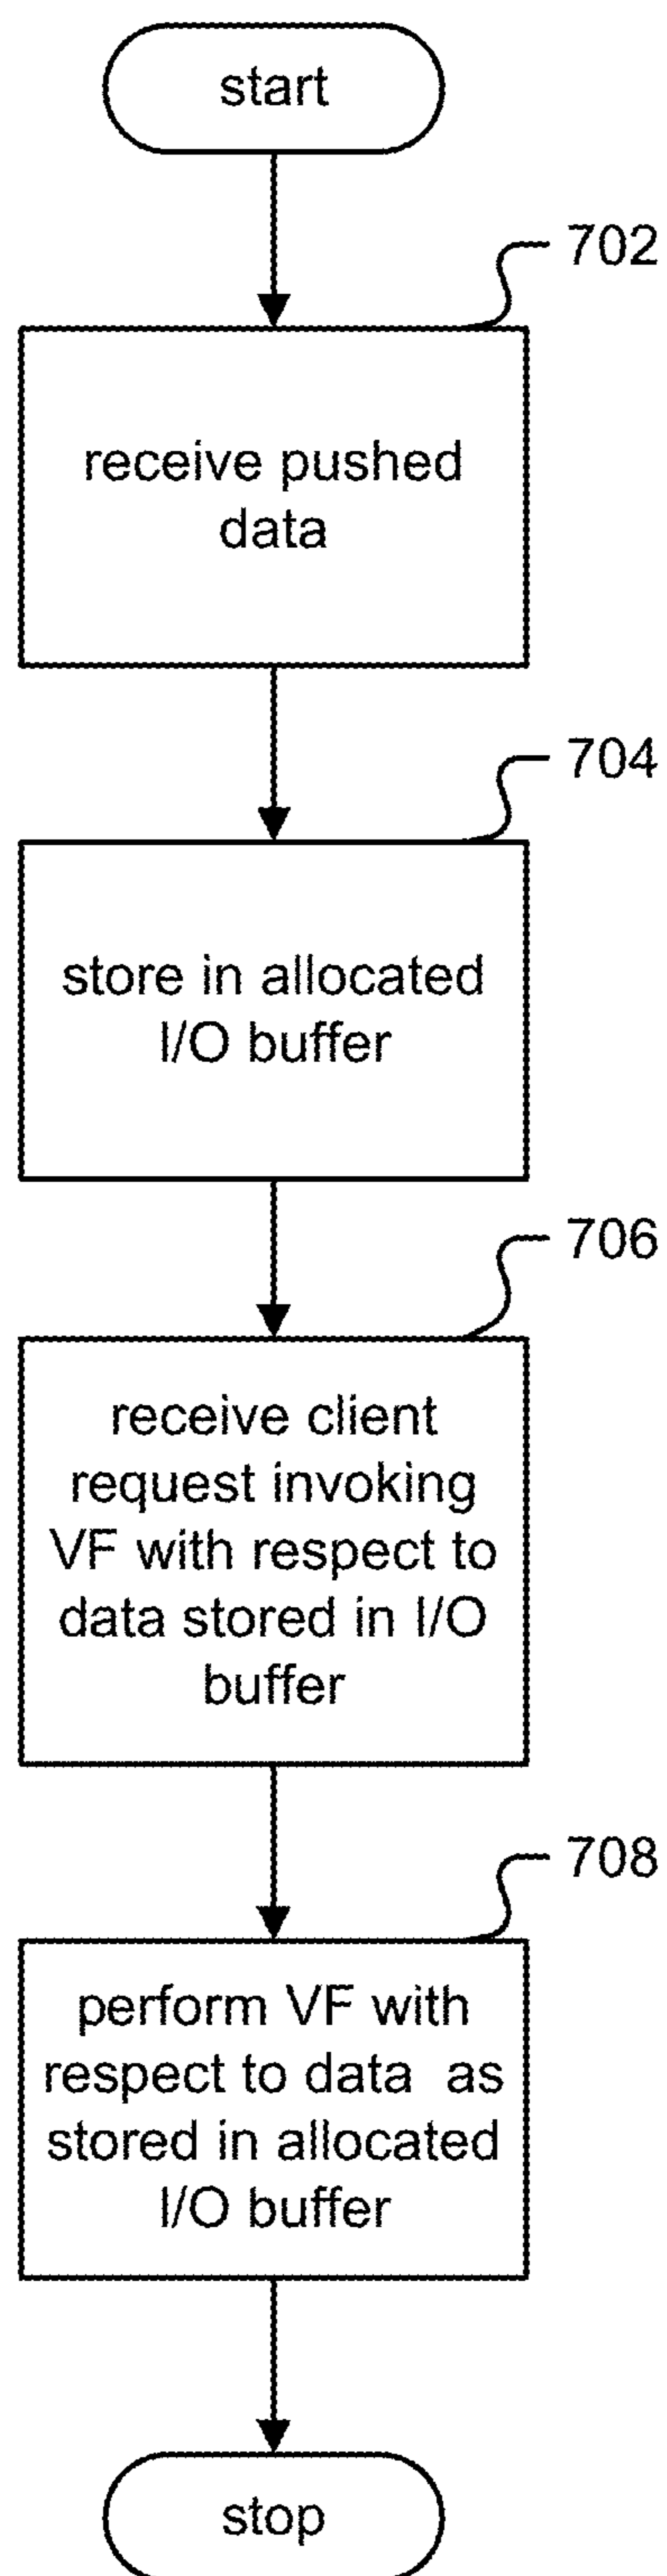 start
702
receive pushed
data
704
store in allocated
I/O buffer
706
receive client
request invoking
VF with respect to
data stored in I/O
buffer
708
perform VF with
respect to data as
stored in allocated
I/O buffer
stop